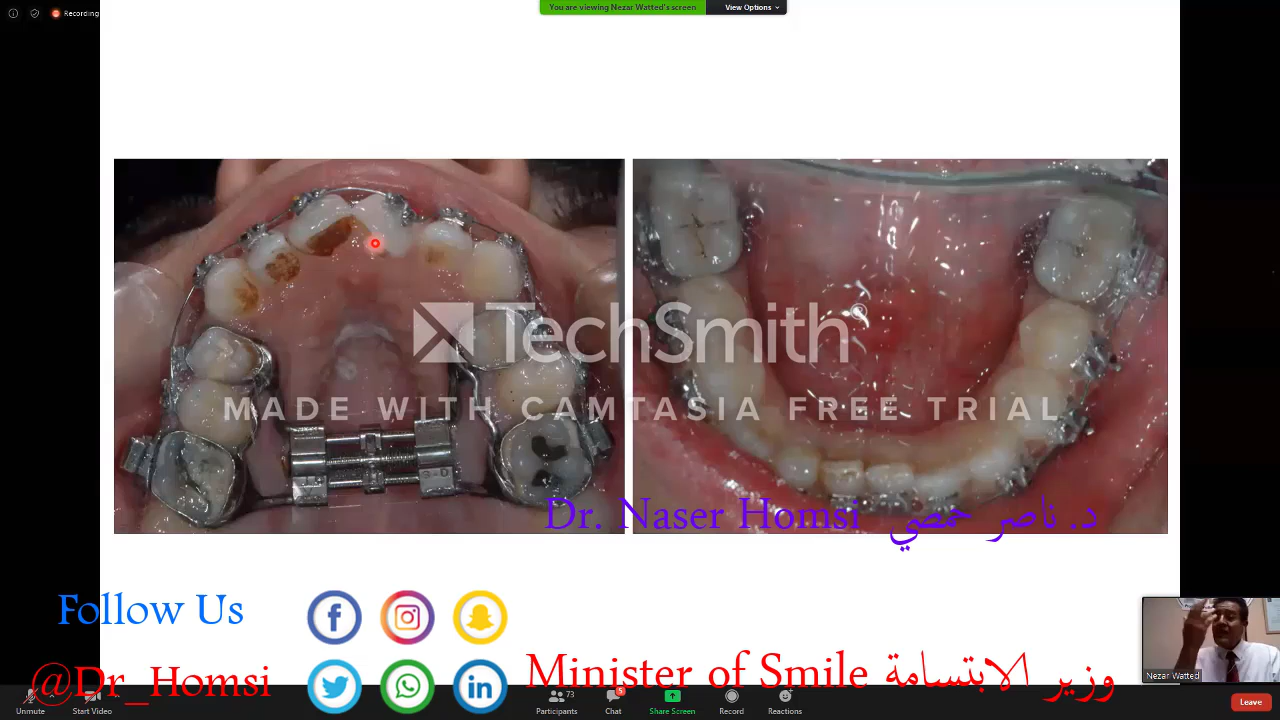 Recording
You are viewing Nezar Watted's screen
View Options
TechSmith
MADE WITH CAMTASIA FREE TRIAL
Dr. Naser Homsi د. ناصر حمصي
Follow Us
@Dr_Homsi
Minister of Smile وزير الابتسامة
Nezar Watted
Unmute
Start Video
Participants
73
Chat
5
Share Screen
Record
Reactions
Leave